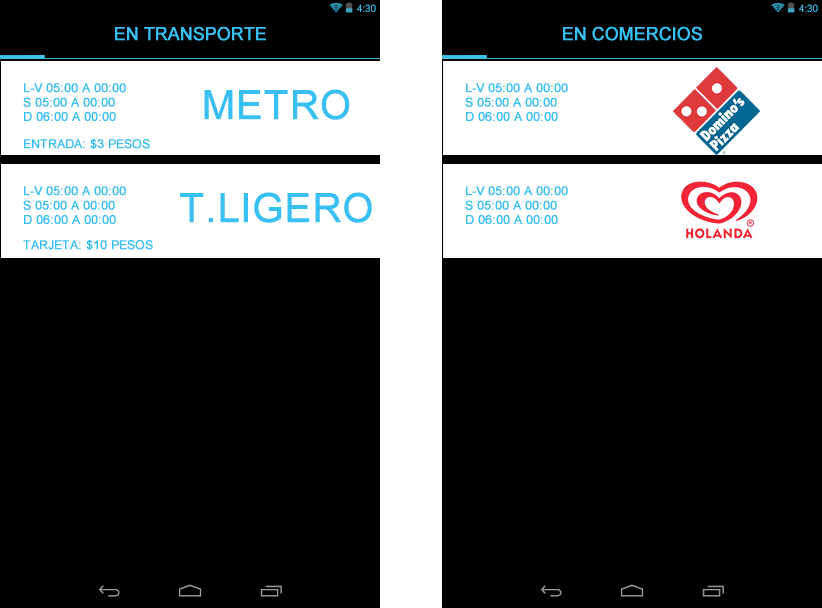 4:30
EN TRANSPORTE
L-V 05:00 A 00:00
S 05:00 A 00:00
D 06:00 A 00:00
ENTRADA: $3 PESOS
METRO
L-V 05:00 A 00:00
S 05:00 A 00:00
D 06:00 A 00:00
TARJETA: $10 PESOS
T.LIGERO
4:30
EN COMERCIOS
L-V 05:00 A 00:00
S 05:00 A 00:00
D 06:00 A 00:00
Domino's
Pizza
L-V 05:00 A 00:00
S 05:00 A 00:00
D 06:00 A 00:00
HOLANDA®